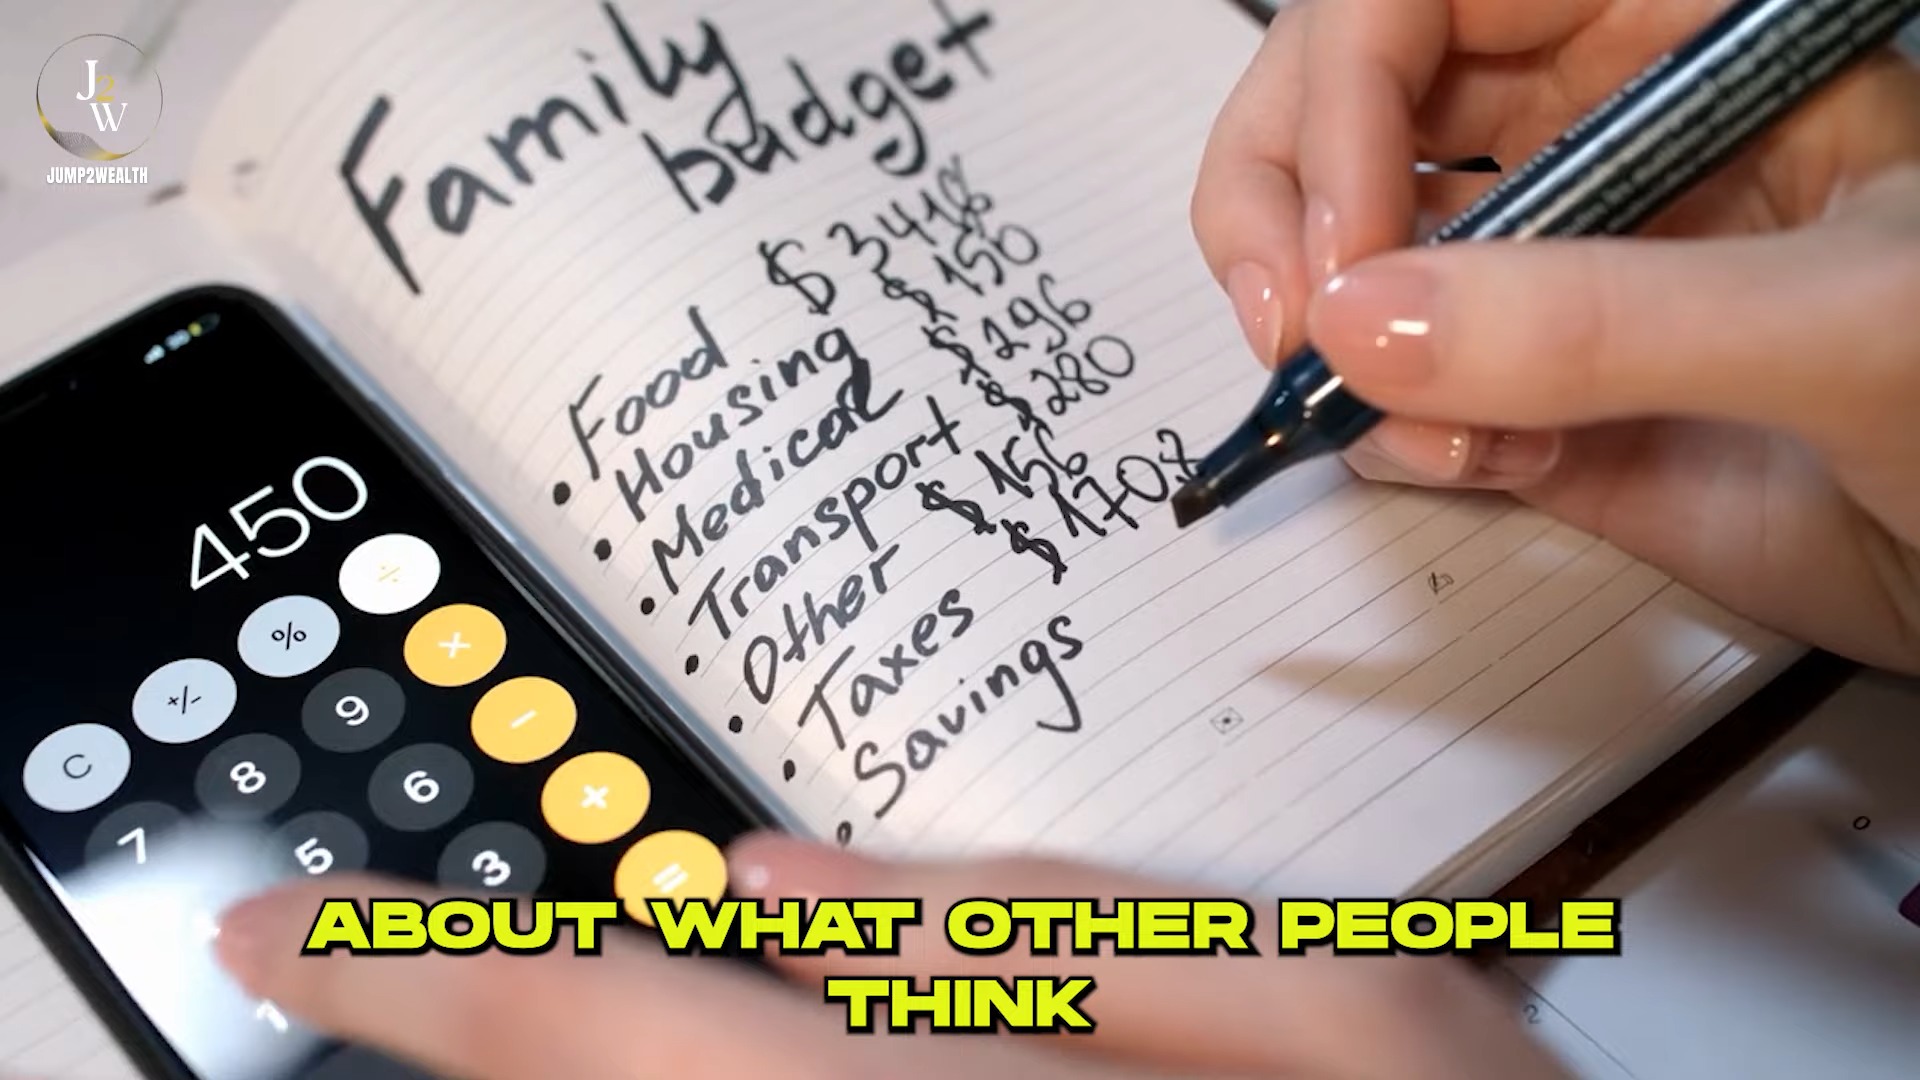 J2W
JUMP2WEALTH
Family
budget
Food $ 3418
• Housing $ 150
• Medical $ 296
• Transport $ 280
• Other $ 156
• Taxes $ 1708
• Savings
450
÷
% ×
+/- 9 −
C 8 6 +
7 5 3 =
ABOUT WHAT OTHER PEOPLE
THINK